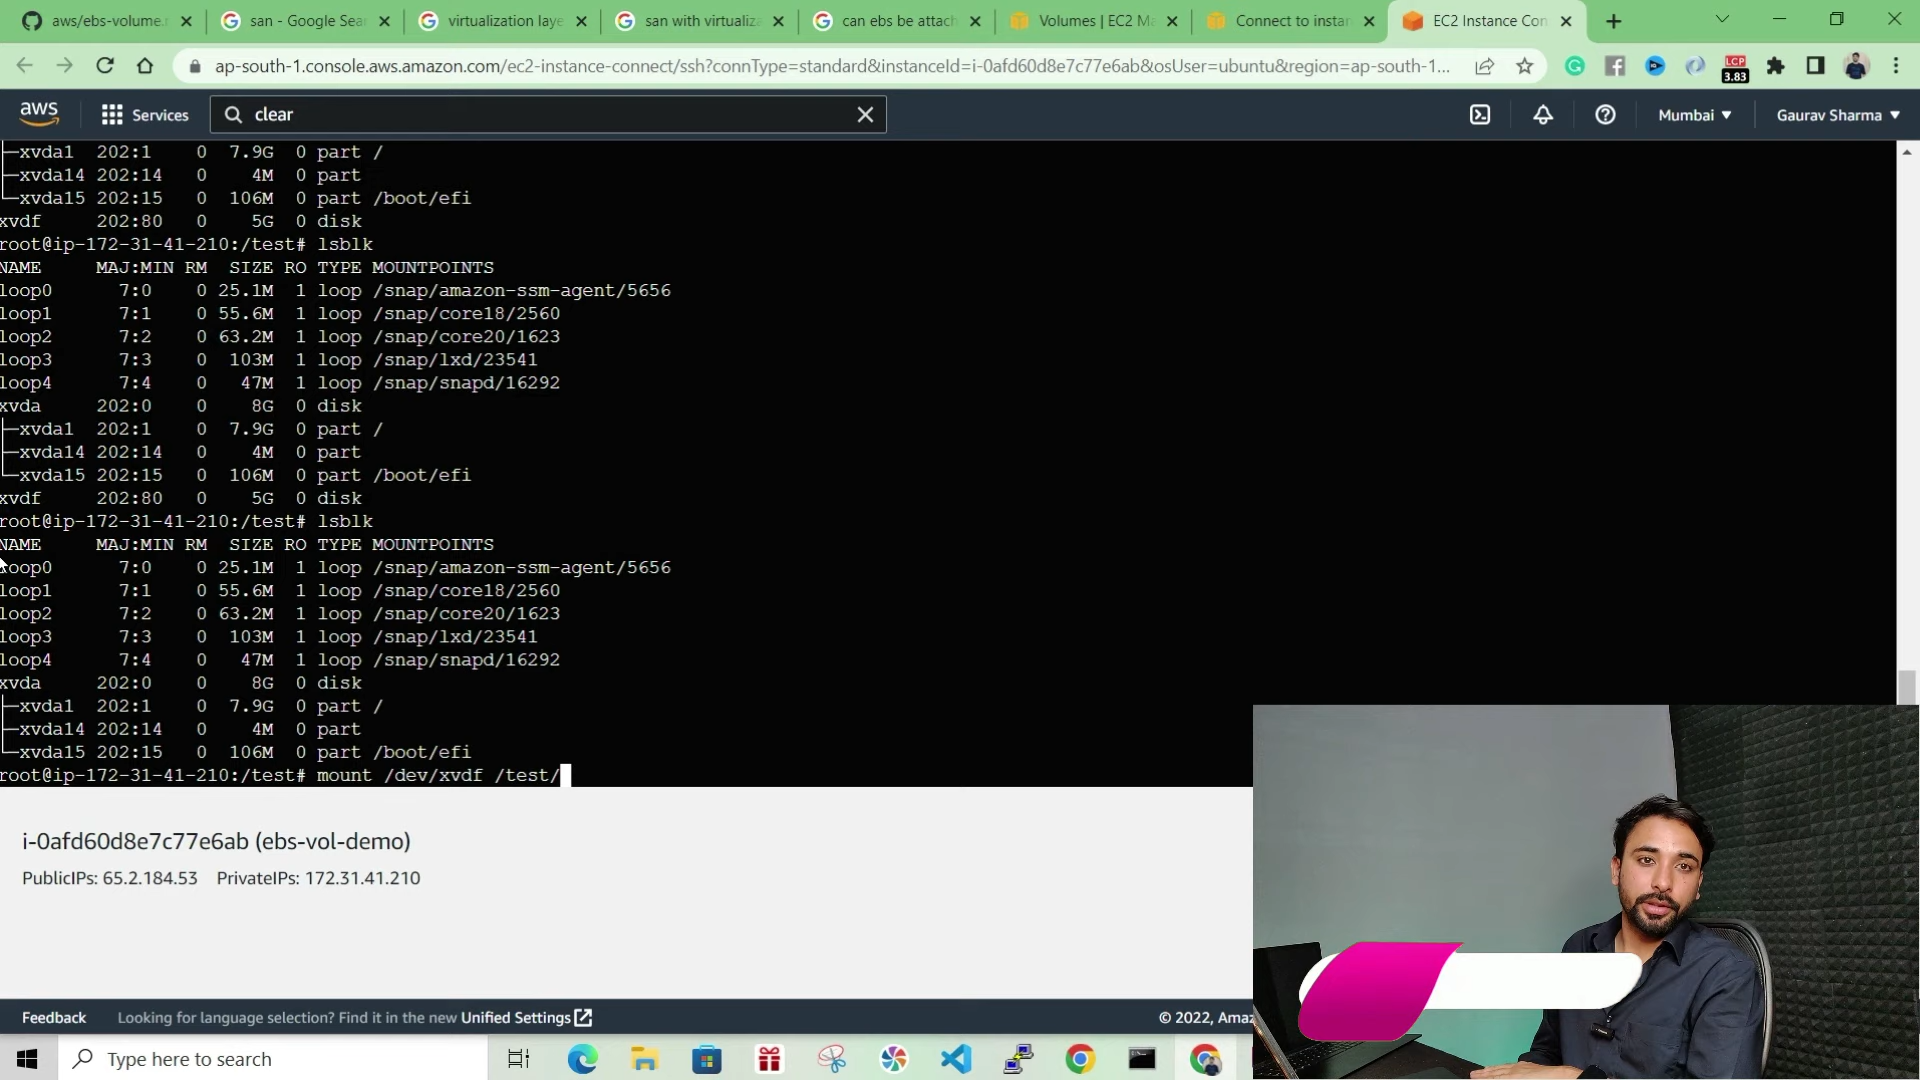 aws/ebs-volume.
san - Google Sea
virtualization laye
san with virtualiza
can ebs be attach
Volumes | EC2 Ma
Connect to instan
EC2 Instance Con
ap-south-1.console.aws.amazon.com/ec2-instance-connect/ssh?connType=standard&instanceId=i-0afd60d8e7c77e6ab&osUser=ubuntu&region=ap-south-1...
LCP
3.83
aws
Services
clear
Mumbai
Gaurav Sharma
├─xvda1 202:1 0 7.9G 0 part /
├─xvda14 202:14 0 4M 0 part
└─xvda15 202:15 0 106M 0 part /boot/efi
xvdf 202:80 0 5G 0 disk
root@ip-172-31-41-210:/test# lsblk
NAME MAJ:MIN RM SIZE RO TYPE MOUNTPOINTS
loop0 7:0 0 25.1M 1 loop /snap/amazon-ssm-agent/5656
loop1 7:1 0 55.6M 1 loop /snap/core18/2560
loop2 7:2 0 63.2M 1 loop /snap/core20/1623
loop3 7:3 0 103M 1 loop /snap/lxd/23541
loop4 7:4 0 47M 1 loop /snap/snapd/16292
xvda 202:0 0 8G 0 disk
├─xvda1 202:1 0 7.9G 0 part /
├─xvda14 202:14 0 4M 0 part
└─xvda15 202:15 0 106M 0 part /boot/efi
xvdf 202:80 0 5G 0 disk
root@ip-172-31-41-210:/test# lsblk
NAME MAJ:MIN RM SIZE RO TYPE MOUNTPOINTS
loop0 7:0 0 25.1M 1 loop /snap/amazon-ssm-agent/5656
loop1 7:1 0 55.6M 1 loop /snap/core18/2560
loop2 7:2 0 63.2M 1 loop /snap/core20/1623
loop3 7:3 0 103M 1 loop /snap/lxd/23541
loop4 7:4 0 47M 1 loop /snap/snapd/16292
xvda 202:0 0 8G 0 disk
├─xvda1 202:1 0 7.9G 0 part /
├─xvda14 202:14 0 4M 0 part
└─xvda15 202:15 0 106M 0 part /boot/efi
root@ip-172-31-41-210:/test# mount /dev/xvdf /test/
i-0afd60d8e7c77e6ab (ebs-vol-demo)
PublicIPs: 65.2.184.53 PrivateIPs: 172.31.41.210
Feedback
Looking for language selection? Find it in the new Unified Settings
© 2022, Amaz
Type here to search